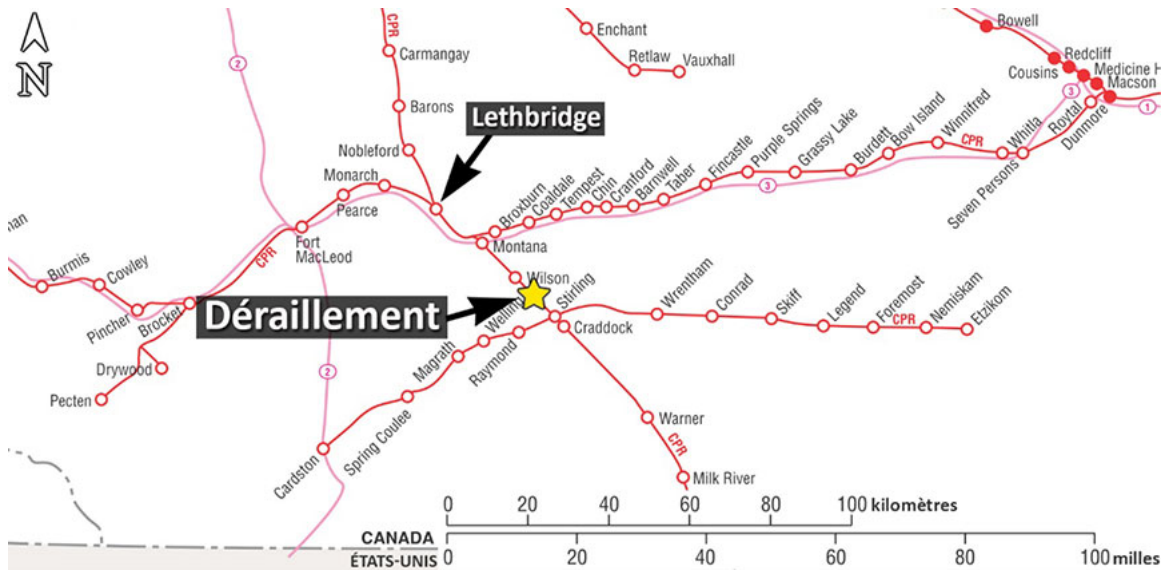 N
CPR
Carmangay
Barons
Nobleford
Monarch
Pearce
Fort
MacLeod
2
Enchant
Retlaw
Vauxhall
Lethbridge
Bowell
Redcliff
Cousins
Medicine H
Macson
3
1
Roytal
Dunmore
Whitla
Seven Persons
CPR
Winnifred
Bow Island
Burdett
Grassy Lake
Purple Springs
3
Fincastle
Taber
Barnwell
Cranford
Chin
Tempest
Coaldale
Broxburn
Montana
Wilson
Burmis
Cowley
Pincher
Brocket
CPR
Drywood
Pecten
Déraillement
Stirling
Craddock
Wrentham
Conrad
Skiff
Legend
Foremost
CPR
Nemiskam
Etzikom
Raymond
Magrath
Spring Coulee
Cardston
2
Warner
CPR
Milk River
0 20 40 60 80 100 kilomètres
CANADA
ÉTATS-UNIS
0 20 40 60 80 100 milles